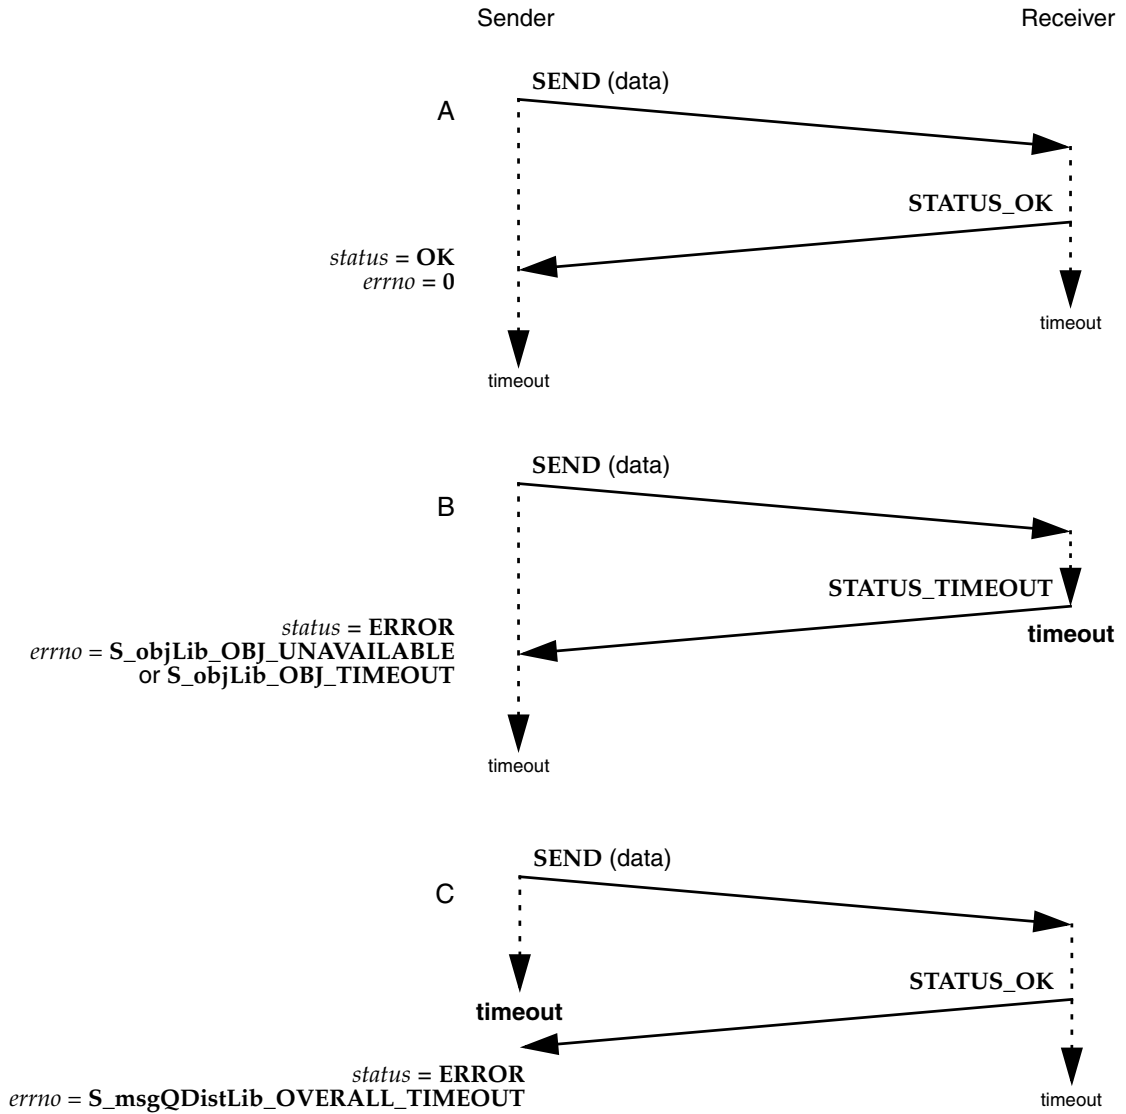 Sender Receiver
SEND (data)
A
STATUS_OK
status = OK
errno = 0
timeout
timeout
SEND (data)
B
STATUS_TIMEOUT
status = ERROR
timeout
errno = S_objLib_OBJ_UNAVAILABLE
or S_objLib_OBJ_TIMEOUT
timeout
SEND (data)
C
STATUS_OK
timeout
status = ERROR
errno = S_msgQDistLib_OVERALL_TIMEOUT
timeout